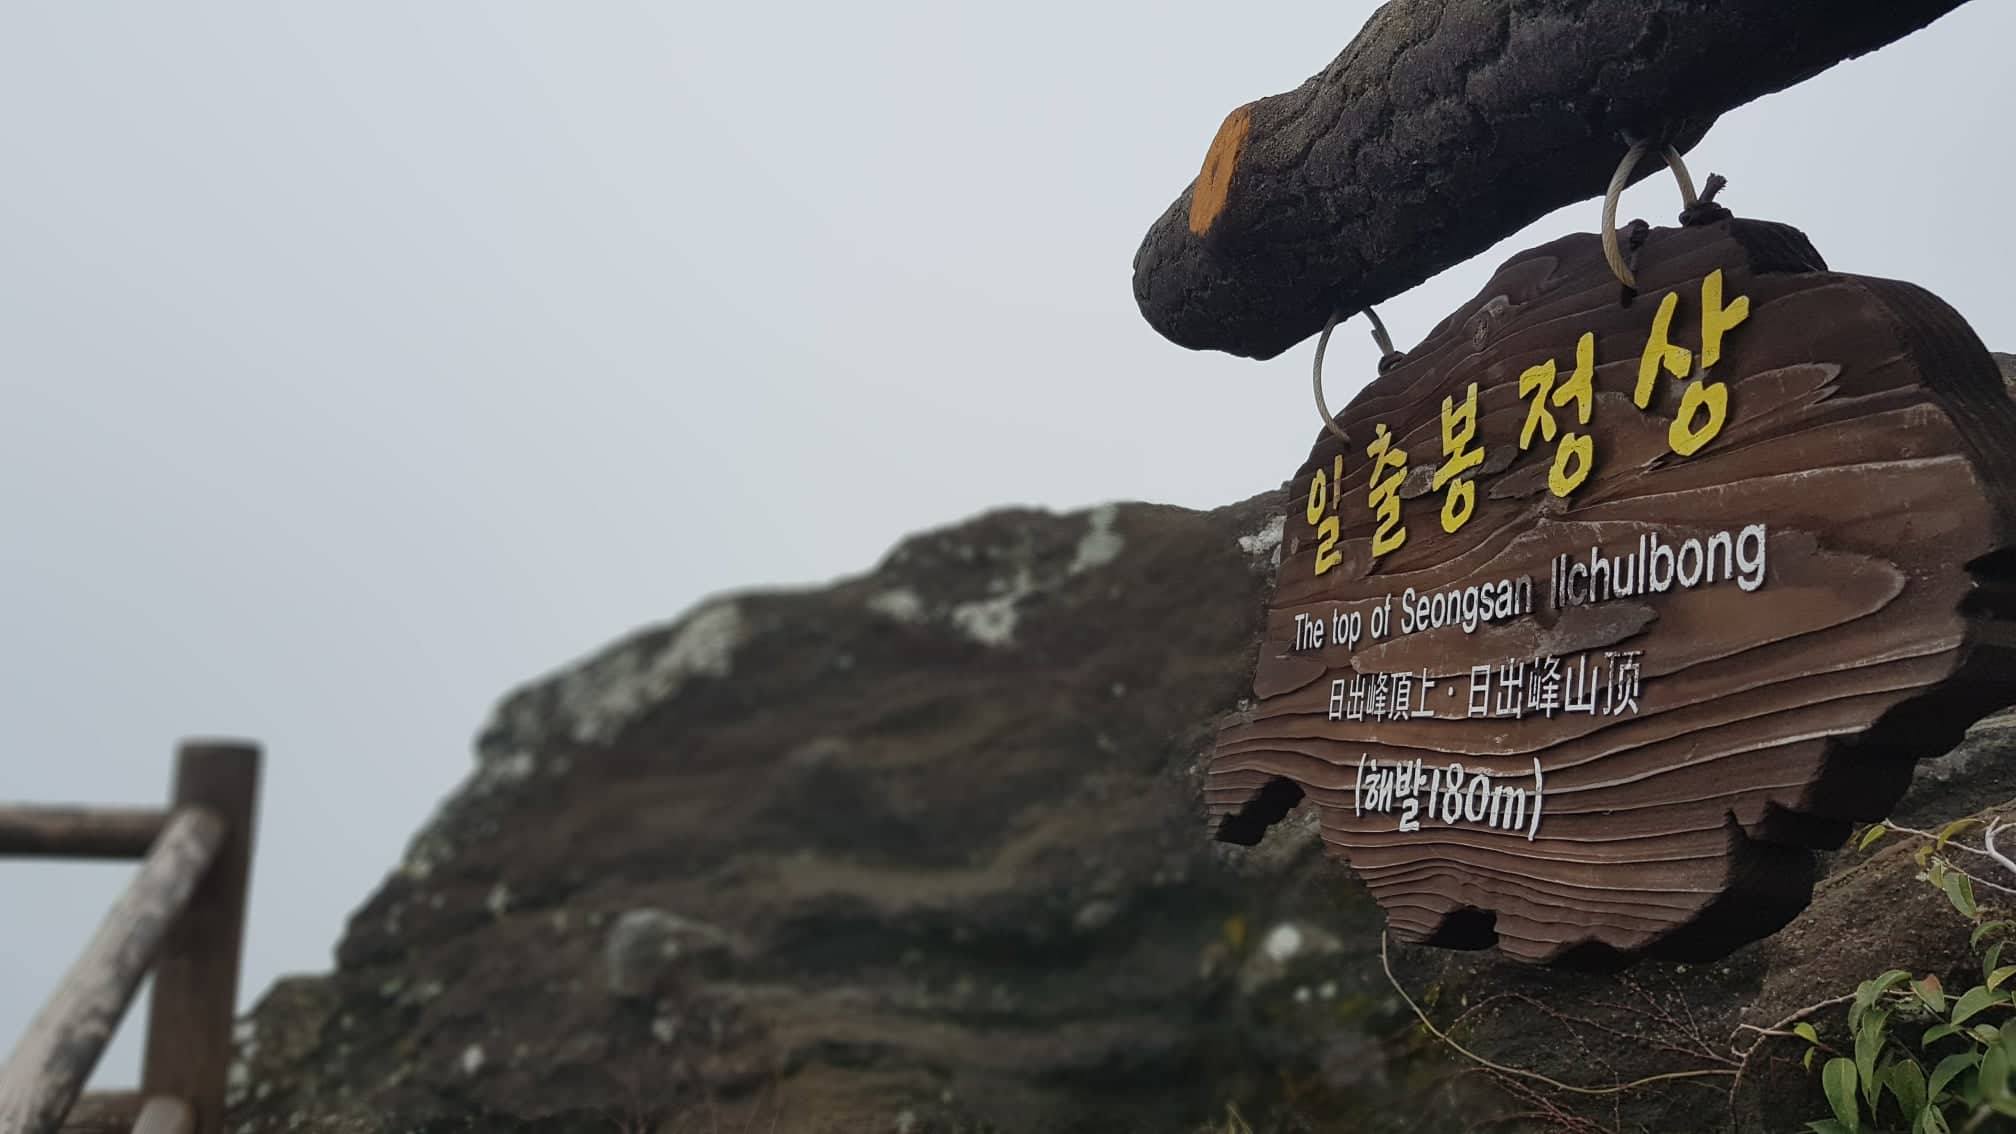 일출봉 정상
The top of Seongsan Ilchulbong
日出峰頂上・日出峰山顶
(해발180m)